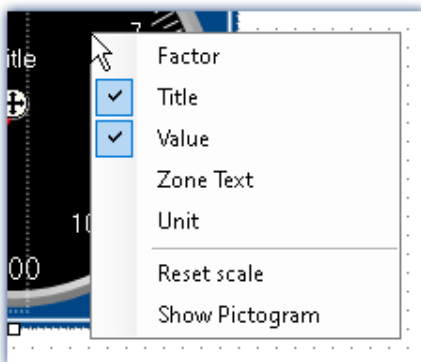 7
itle
Factor
Title
Value
Zone Text
10
Unit
00
Reset scale
Show Pictogram